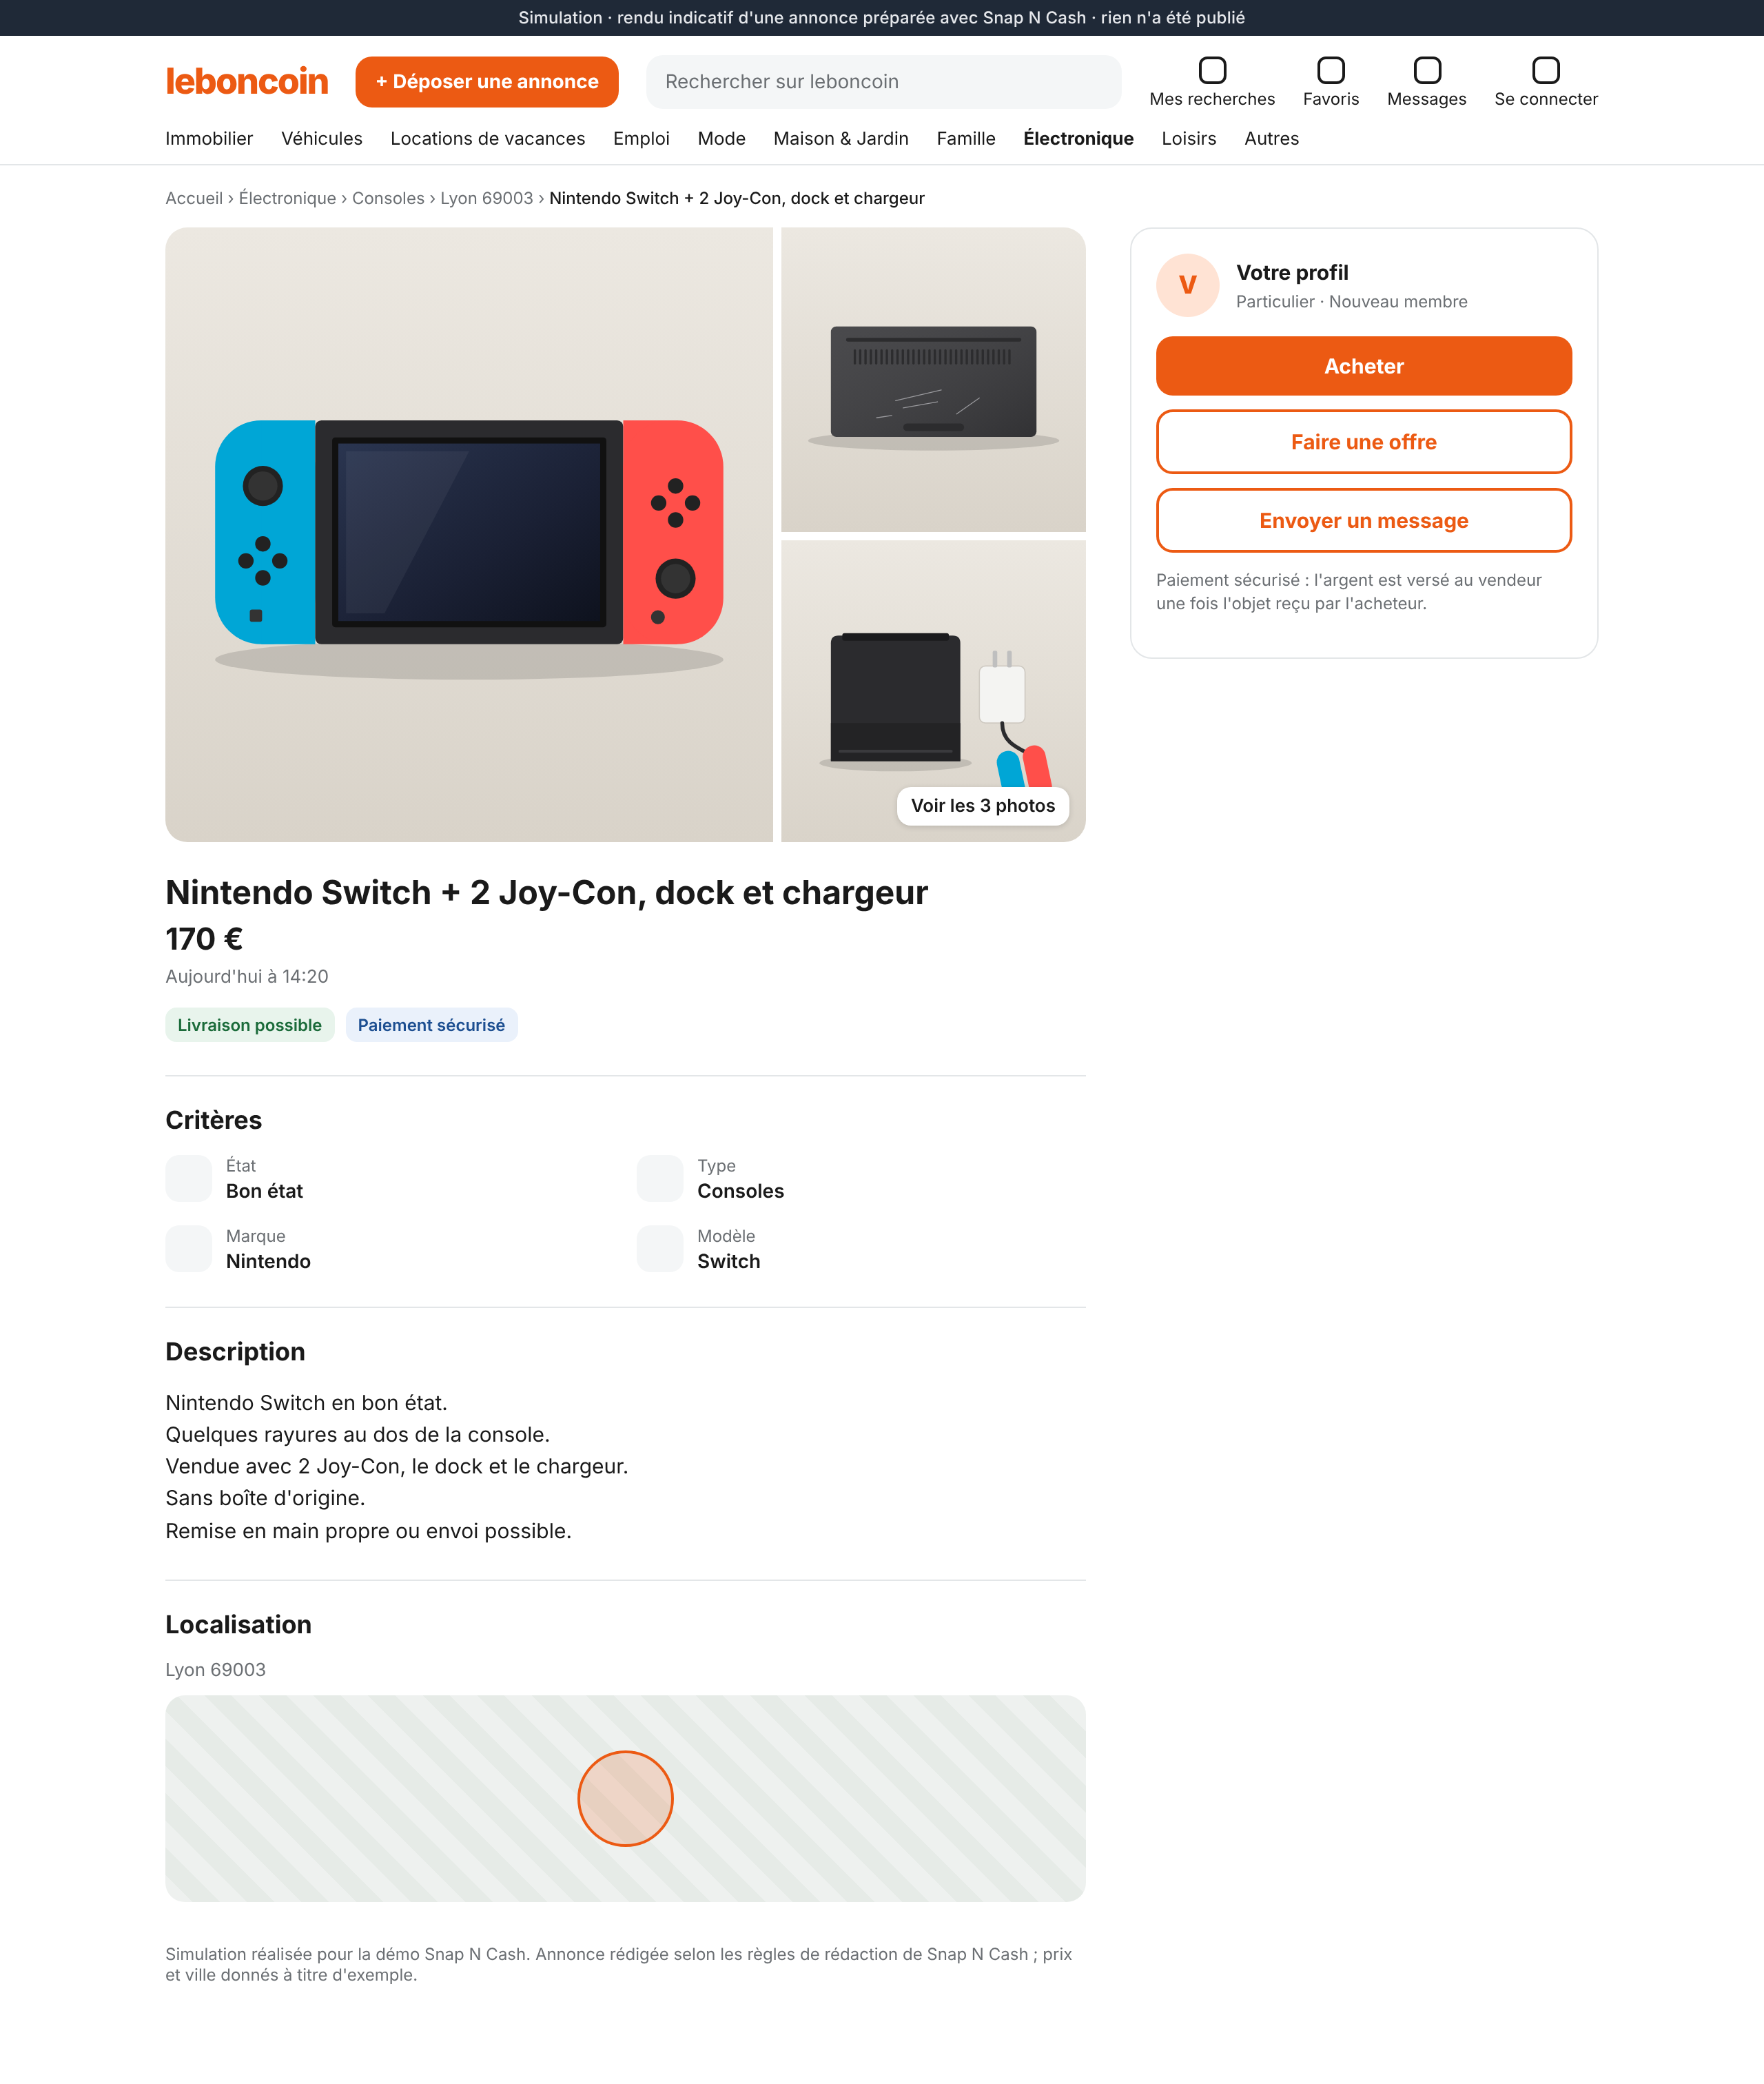 Simulation · rendu indicatif d'une annonce préparée avec Snap N Cash · rien n'a été publié
leboncoin
+ Déposer une annonce
Rechercher sur leboncoin
Mes recherches
Favoris
Messages
Se connecter
Immobilier Véhicules Locations de vacances Emploi Mode Maison & Jardin Famille Électronique Loisirs Autres
Accueil › Électronique › Consoles › Lyon 69003 › Nintendo Switch + 2 Joy-Con, dock et chargeur
Voir les 3 photos
V
Votre profil
Particulier · Nouveau membre
Acheter
Faire une offre
Envoyer un message
Paiement sécurisé : l'argent est versé au vendeur
une fois l'objet reçu par l'acheteur.
Nintendo Switch + 2 Joy-Con, dock et chargeur
170 €
Aujourd'hui à 14:20
Livraison possible
Paiement sécurisé
Critères
État
Bon état
Type
Consoles
Marque
Nintendo
Modèle
Switch
Description
Nintendo Switch en bon état.
Quelques rayures au dos de la console.
Vendue avec 2 Joy-Con, le dock et le chargeur.
Sans boîte d'origine.
Remise en main propre ou envoi possible.
Localisation
Lyon 69003
Simulation réalisée pour la démo Snap N Cash. Annonce rédigée selon les règles de rédaction de Snap N Cash ; prix
et ville donnés à titre d'exemple.